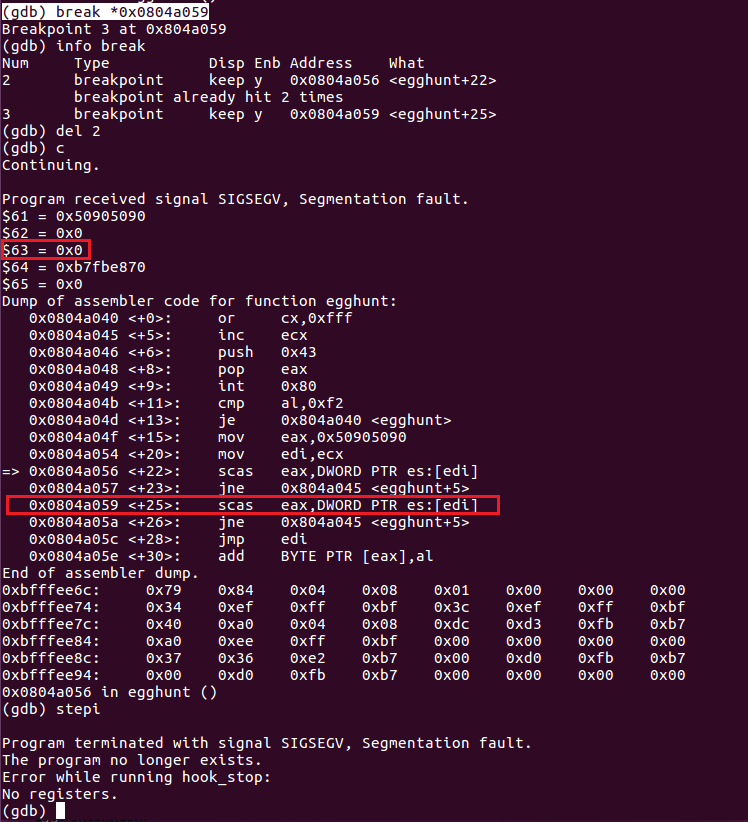 (gdb) break *0x0804a059
Breakpoint 3 at 0x804a059
(gdb) info break
Num     Type           Disp Enb Address    What
2       breakpoint     keep y   0x0804a056 <egghunt+22>
        breakpoint already hit 2 times
3       breakpoint     keep y   0x0804a059 <egghunt+25>
(gdb) del 2
(gdb) c
Continuing.

Program received signal SIGSEGV, Segmentation fault.
$61 = 0x50905090
$62 = 0x0
$63 = 0x0
$64 = 0xb7fbe870
$65 = 0x0
Dump of assembler code for function egghunt:
   0x0804a040 <+0>:     or     cx,0xfff
   0x0804a045 <+5>:     inc    ecx
   0x0804a046 <+6>:     push   0x43
   0x0804a048 <+8>:     pop    eax
   0x0804a049 <+9>:     int    0x80
   0x0804a04b <+11>:    cmp    al,0xf2
   0x0804a04d <+13>:    je     0x804a040 <egghunt>
   0x0804a04f <+15>:    mov    eax,0x50905090
   0x0804a054 <+20>:    mov    edi,ecx
=> 0x0804a056 <+22>:    scas   eax,DWORD PTR es:[edi]
   0x0804a057 <+23>:    jne    0x804a045 <egghunt+5>
   0x0804a059 <+25>:    scas   eax,DWORD PTR es:[edi]
   0x0804a05a <+26>:    jne    0x804a045 <egghunt+5>
   0x0804a05c <+28>:    jmp    edi
   0x0804a05e <+30>:    add    BYTE PTR [eax],al
End of assembler dump.
0xbfffee6c:     0x79    0x84    0x04    0x08    0x01    0x00    0x00    0x00
0xbfffee74:     0x34    0xef    0xff    0xbf    0x3c    0xef    0xff    0xbf
0xbfffee7c:     0x40    0xa0    0x04    0x08    0xdc    0xd3    0xfb    0xb7
0xbfffee84:     0xa0    0xee    0xff    0xbf    0x00    0x00    0x00    0x00
0xbfffee8c:     0x37    0x36    0xe2    0xb7    0x00    0xd0    0xfb    0xb7
0xbfffee94:     0x00    0xd0    0xfb    0xb7    0x00    0x00    0x00    0x00
0x0804a056 in egghunt ()
(gdb) stepi

Program terminated with signal SIGSEGV, Segmentation fault.
The program no longer exists.
Error while running hook_stop:
No registers.
(gdb)